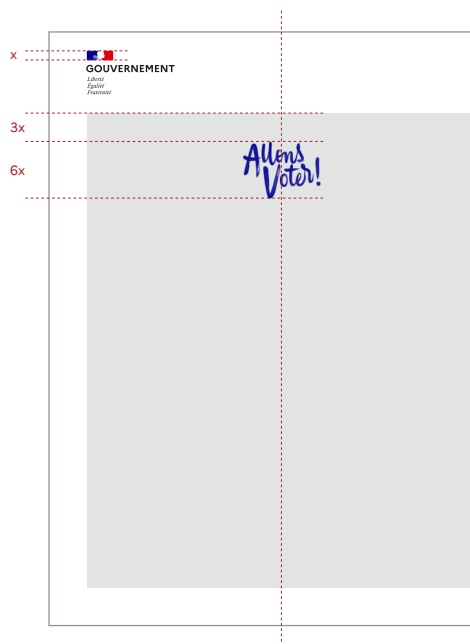 x
GOUVERNEMENT
Liberté
Égalité
Fraternité
3x
Allons
Voter!
6x